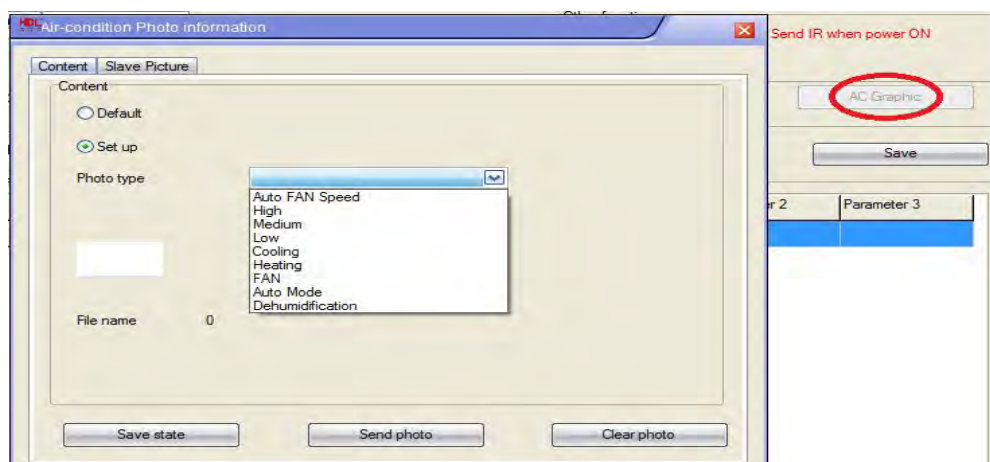 HDL Air-condition Photo information
Send IR when power ON
Content
Slave Picture
AC Graphic
Content
Default
Set up
Save
Photo type
Auto FAN Speed
High
Medium
Low
Cooling
Heating
FAN
Auto Mode
Dehumidification
r 2
Parameter 3
File name 0
Save state
Send photo
Clear photo